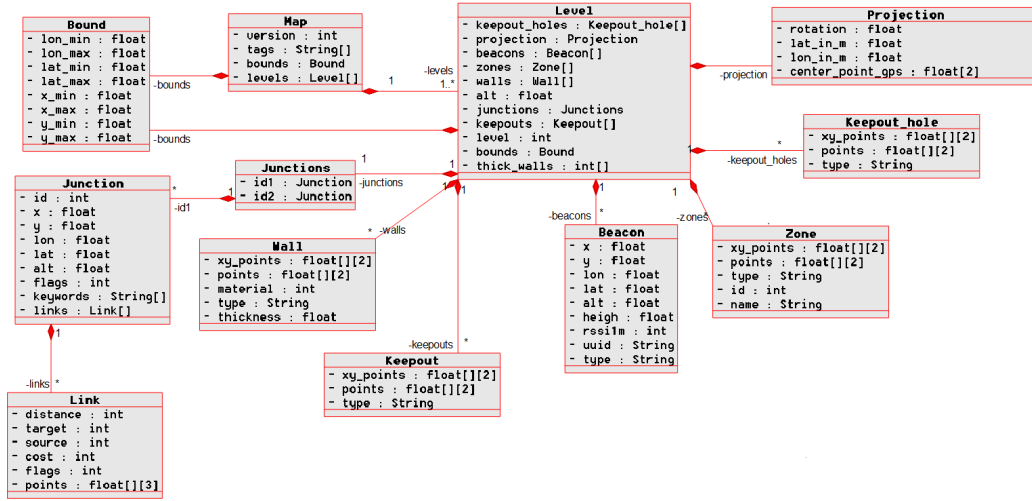 Bound
- lon_min : float
- lon_max : float
- lat_min : float
- lat_max : float
- x_min : float
- x_max : float
- y_min : float
- y_max : float
-bounds
-bounds
Map
- version : int
- tags : String[]
- bounds : Bound
- levels : Level[]
1
-levels
1..*
Level
- keepout_holes : Keepout_hole[]
- projection : Projection
- beacons : Beacon[]
- zones : Zone[]
- walls : Wall[]
- alt : float
- junctions : Junctions
- keepouts : Keepout[]
- level : int
- bounds : Bound
- thick_walls : int[]
-projection
Projection
- rotation : float
- lat_in_m : float
- lon_in_m : float
- center_point_gps : float[2]
1
*
-keepout_holes
Keepout_hole
- xy_points : float[][2]
- points : float[][2]
- type : String
Junctions
- id1 : Junction
- id2 : Junction
1
-junctions
1
*
-id1
1
Junction
- id : int
- x : float
- y : float
- lon : float
- lat : float
- alt : float
- flags : int
- keywords : String[]
- links : Link[]
1
-links
*
Link
- distance : int
- target : int
- source : int
- cost : int
- flags : int
- points : float[][3]
1
* -walls
Wall
- xy_points : float[][2]
- points : float[][2]
- material : int
- type : String
- thickness : float
1
-keepouts
*
Keepout
- xy_points : float[][2]
- points : float[][2]
- type : String
1
-beacons
*
Beacon
- x : float
- y : float
- lon : float
- lat : float
- alt : float
- heigh : float
- rssi1m : int
- uuid : String
- type : String
1
-zones
*
Zone
- xy_points : float[][2]
- points : float[][2]
- type : String
- id : int
- name : String